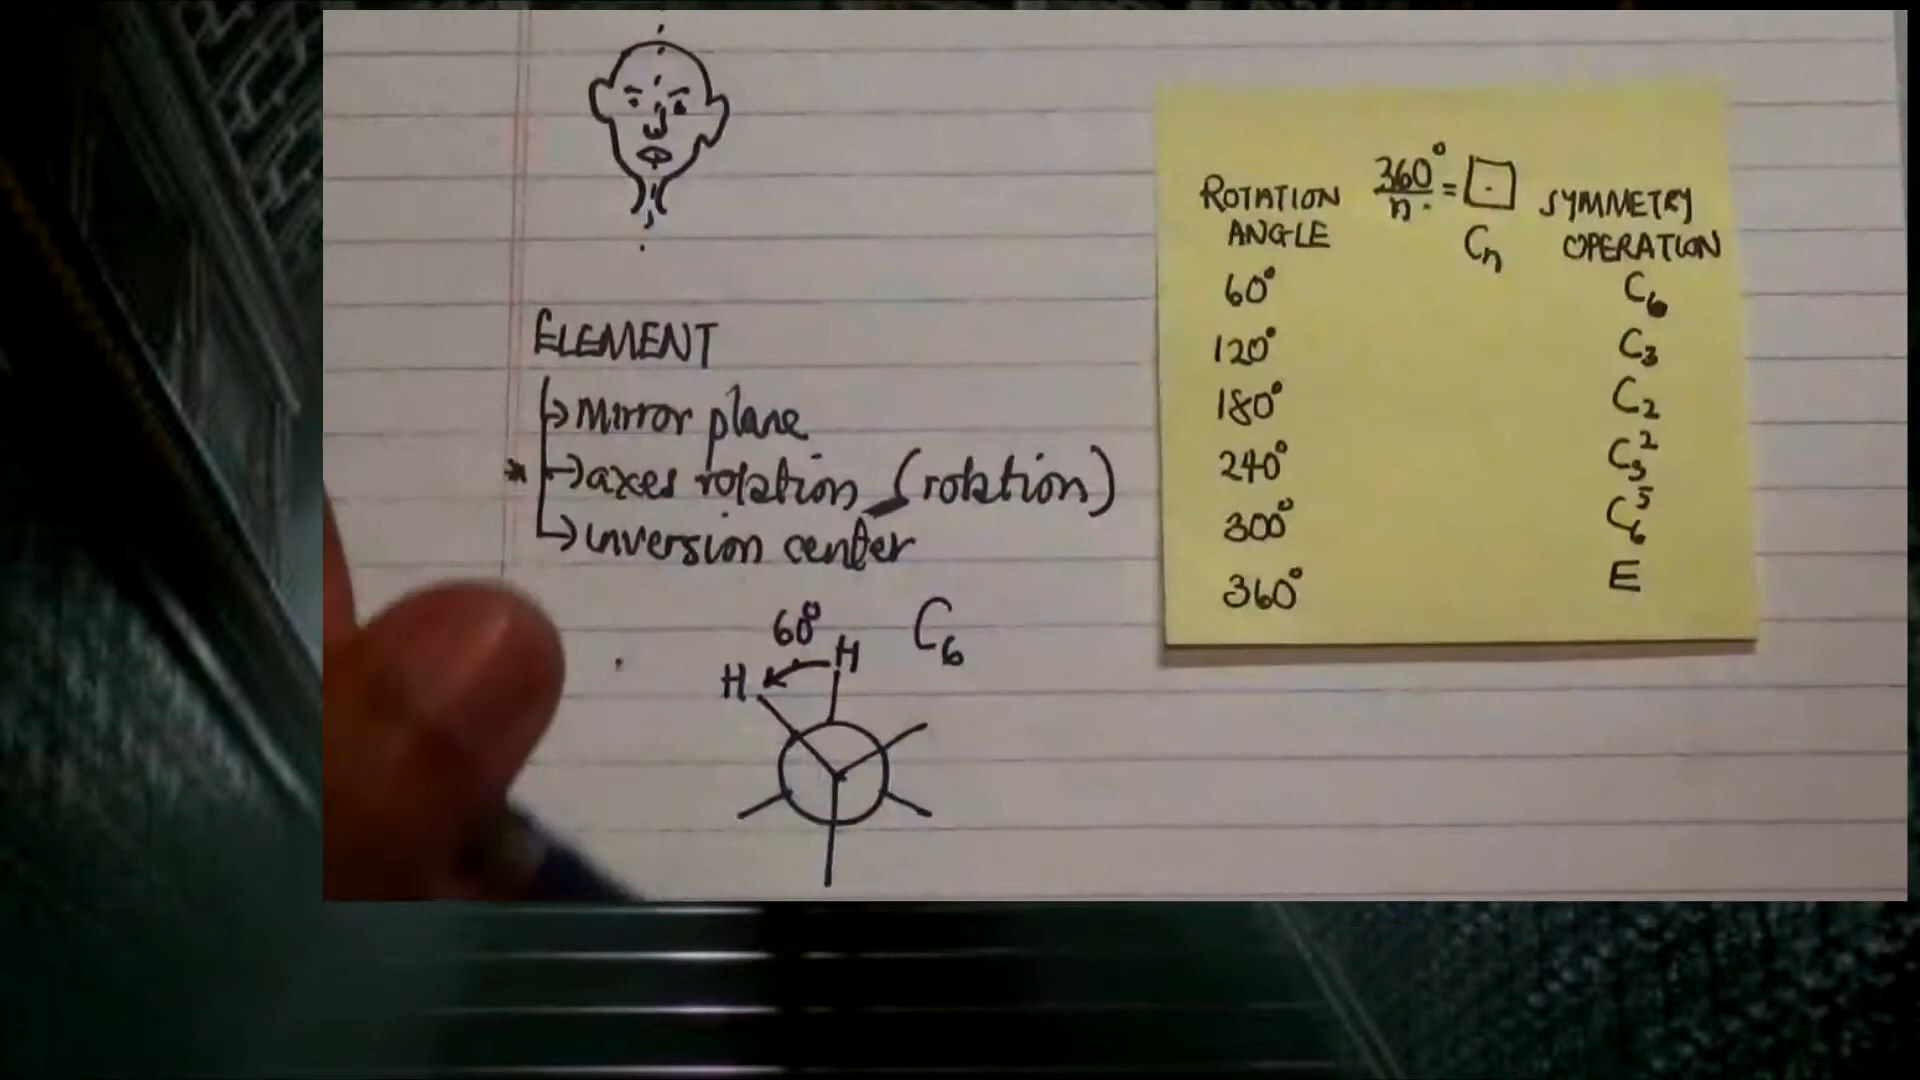 ELEMENT
→ Mirror plane
* → axes rotation (rotation)
→ inversion center
60° C₆
H H
ROTATION ANGLE 360°/n = □ Cₙ SYMMETRY OPERATION
60° C₆
120° C₃
180° C₂
240° C₃²
300° C₆⁵
360° E